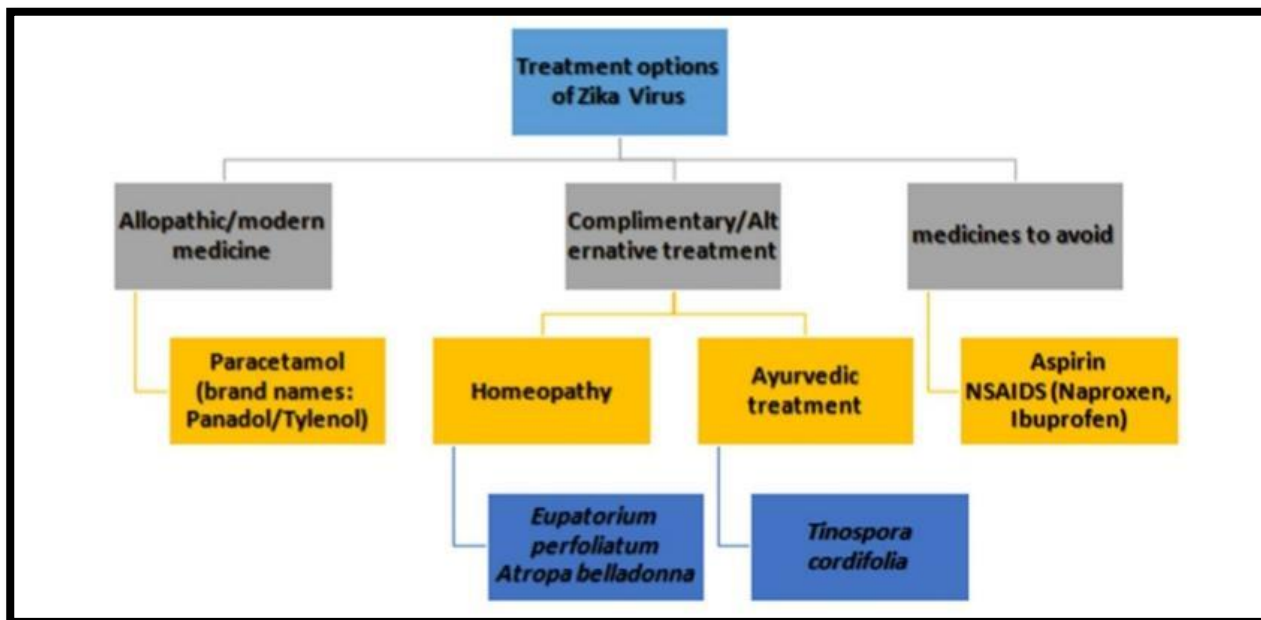 Treatment options
of Zika Virus
Allopathic/modern
medicine
Complimentary/Alt
ernative treatment
medicines to avoid
Paracetamol
(brand names:
Panadol/Tylenol)
Homeopathy
Ayurvedic
treatment
Aspirin
NSAIDS (Naproxen,
Ibuprofen)
Eupatorium
perfoliatum
Atropa belladonna
Tinospora
cordifolia